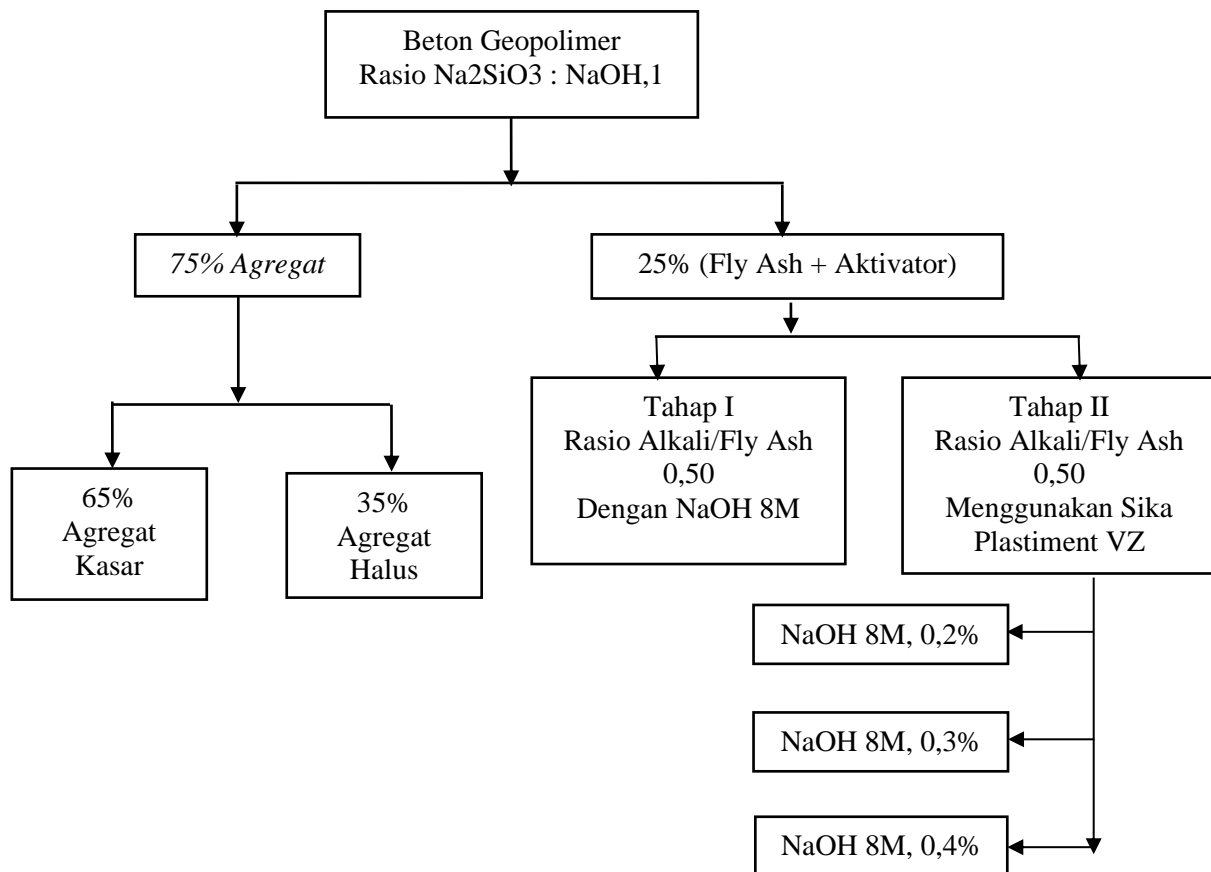 Beton Geopolimer
Rasio Na2SiO3 : NaOH,1
75% Agregat
25% (Fly Ash + Aktivator)
65%
Agregat
Kasar
35%
Agregat
Halus
Tahap I
Rasio Alkali/Fly Ash
0,50
Dengan NaOH 8M
Tahap II
Rasio Alkali/Fly Ash
0,50
Menggunakan Sika
Plastiment VZ
NaOH 8M, 0,2%
NaOH 8M, 0,3%
NaOH 8M, 0,4%